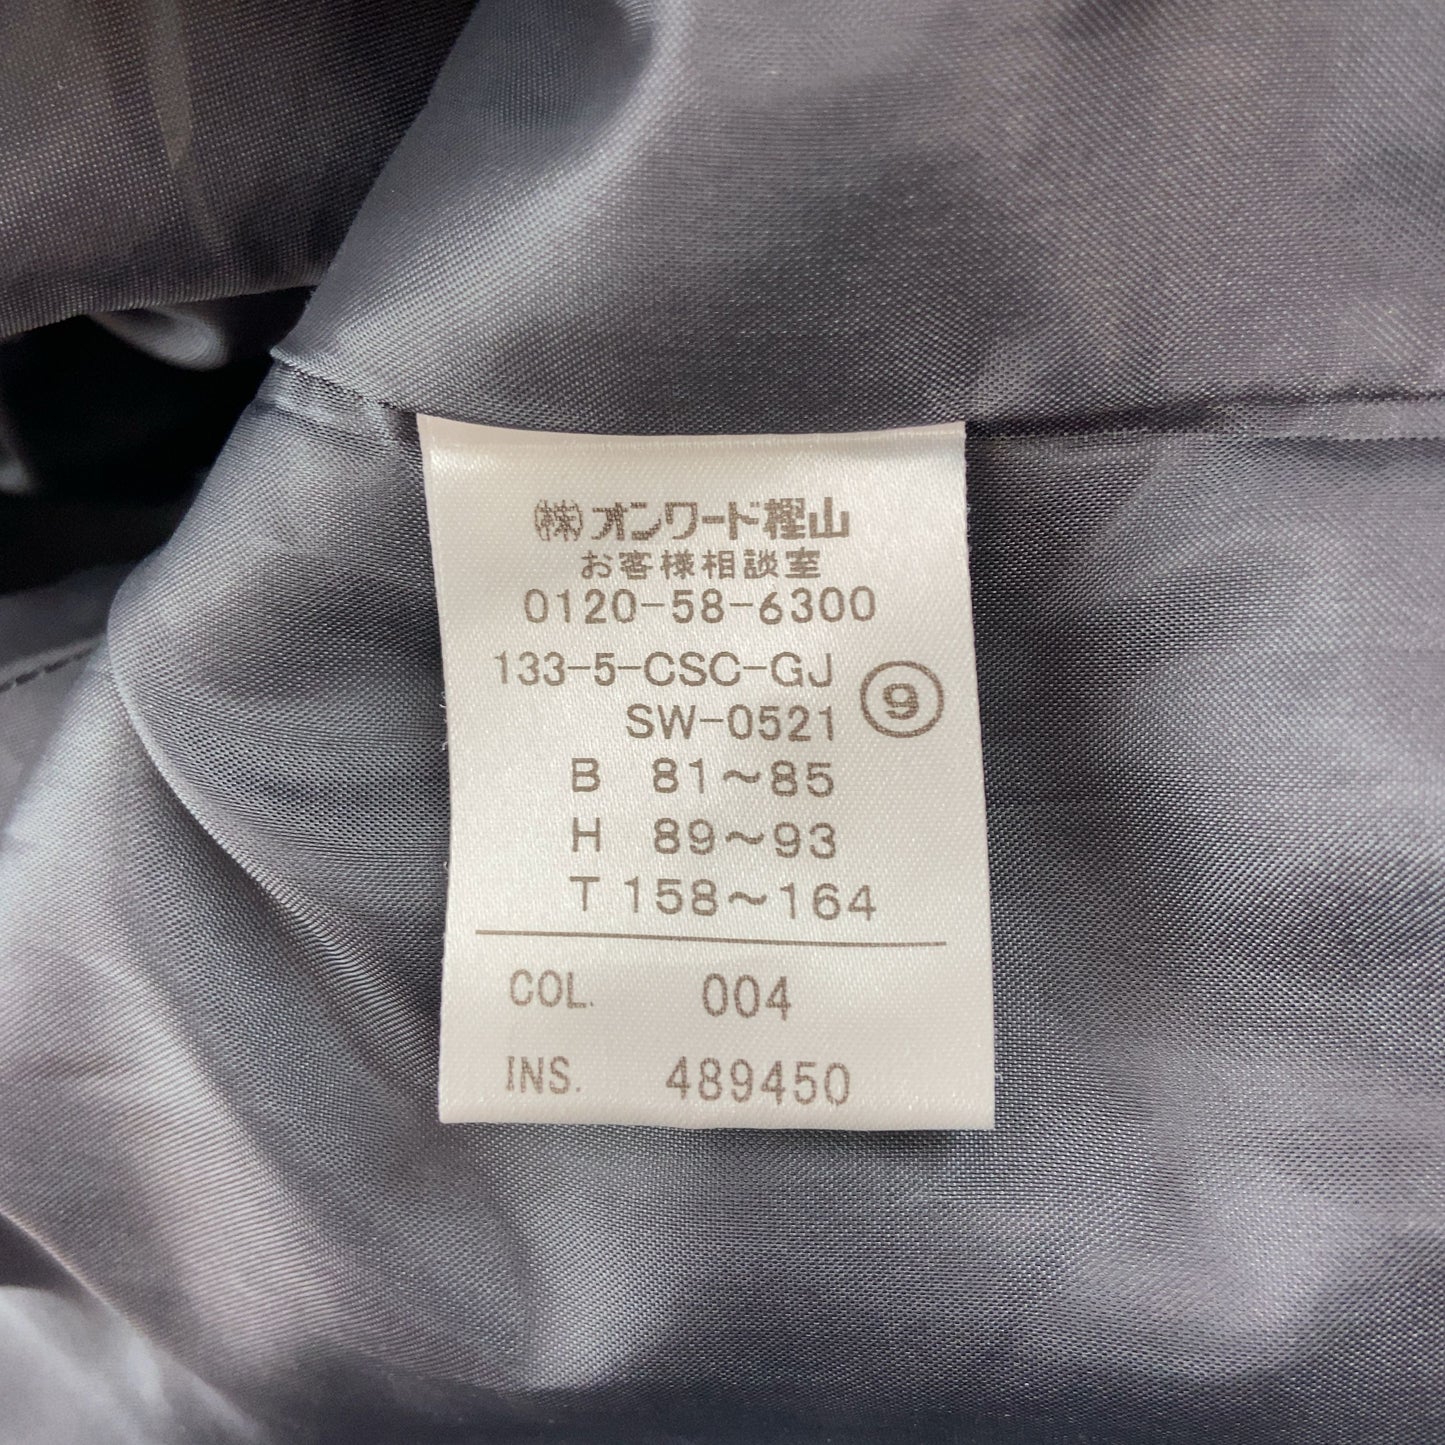 ㈱オンワード樫山
お客様相談室
0120-58-6300
133-5-CSC-GJ
SW-0521
⑨
B 81〜85
H 89〜93
T 158〜164
COL. 004
INS. 489450